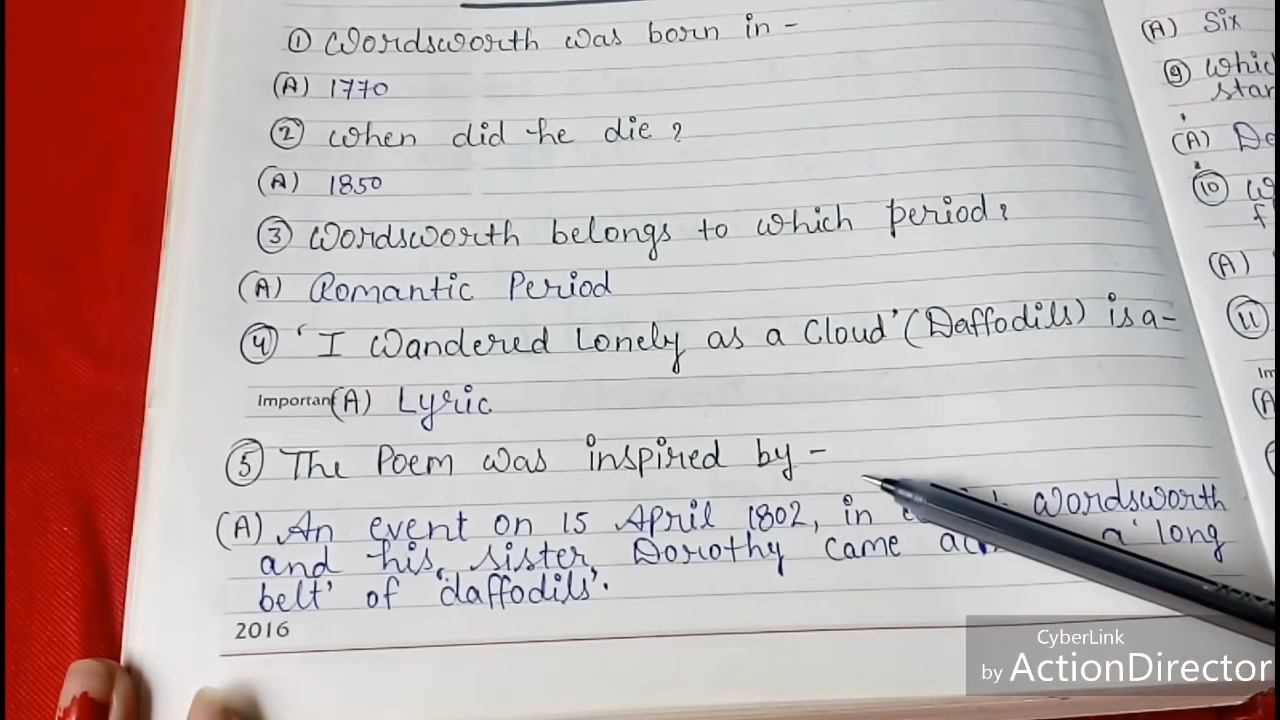 ① Wordsworth was born in -
(A) 1770
② When did he die ?
(A) 1850
③ Wordsworth belongs to which period ?
(A) Romantic Period
④ 'I Wandered Lonely as a Cloud' (Daffodils) is a -
Important (A) Lyric
⑤ The Poem was inspired by -
(A) An event on 15 April 1802, in Wordsworth
and his sister, Dorothy came a long
belt' of 'daffodils'.
2016
(A) Six
⑨
(A)
⑩
(A)
⑪
(A)
CyberLink
by ActionDirector